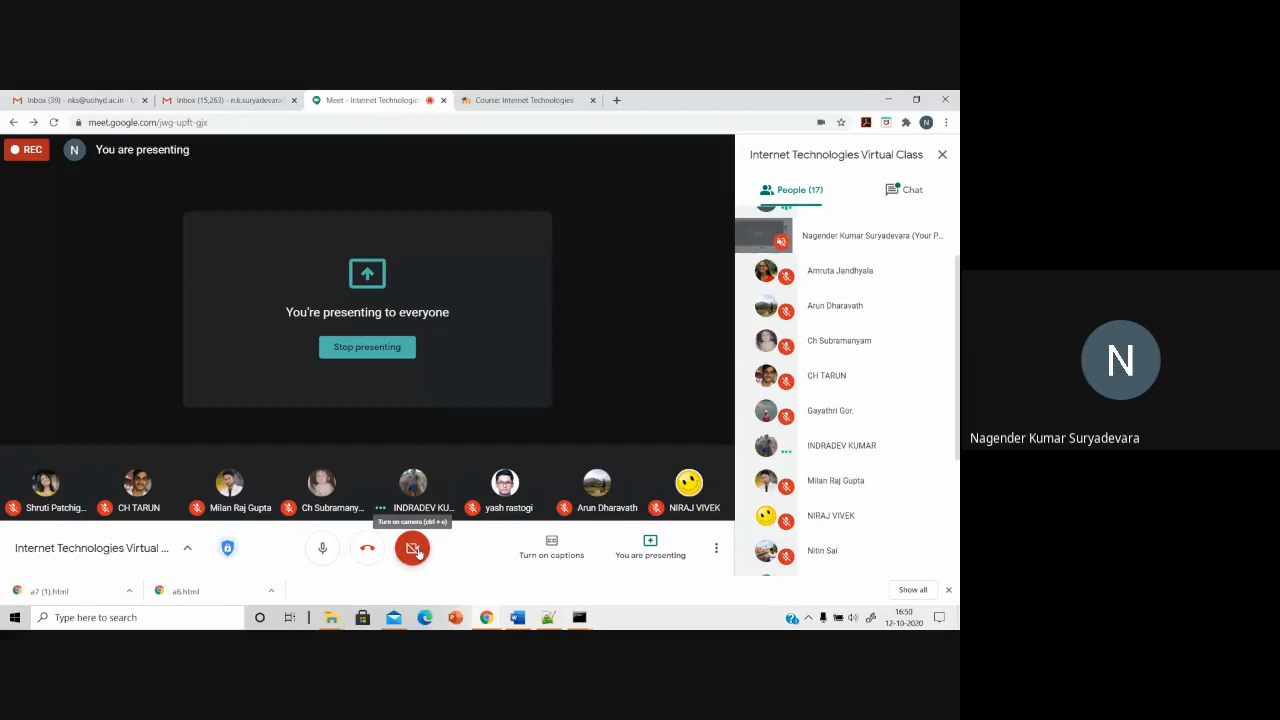 Inbox (39) - nks@uohyd.ac.in - U
Inbox (15,263) - n.k.suryadevara
Meet - Internet Technologie
Course: Internet Technologies
meet.google.com/jwg-upft-gjx
N
REC
N
You are presenting
Internet Technologies Virtual Class
People (17)
Chat
Nagender Kumar Suryadevara (Your P...
Amruta Jandhyala
Arun Dharavath
Ch Subramanyam
CH TARUN
Gayathri Gor.
INDRADEV KUMAR
Milan Raj Gupta
NIRAJ VIVEK
Nitin Sai
You're presenting to everyone
Stop presenting
Shruti Patchig...
CH TARUN
Milan Raj Gupta
Ch Subramany...
INDRADEV KU...
yash rastogi
Arun Dharavath
NIRAJ VIVEK
Turn on camera (ctrl + e)
Internet Technologies Virtual ...
Turn on captions
You are presenting
a7 (1).html
a6.html
Show all
Type here to search
16:50
12-10-2020
N
Nagender Kumar Suryadevara